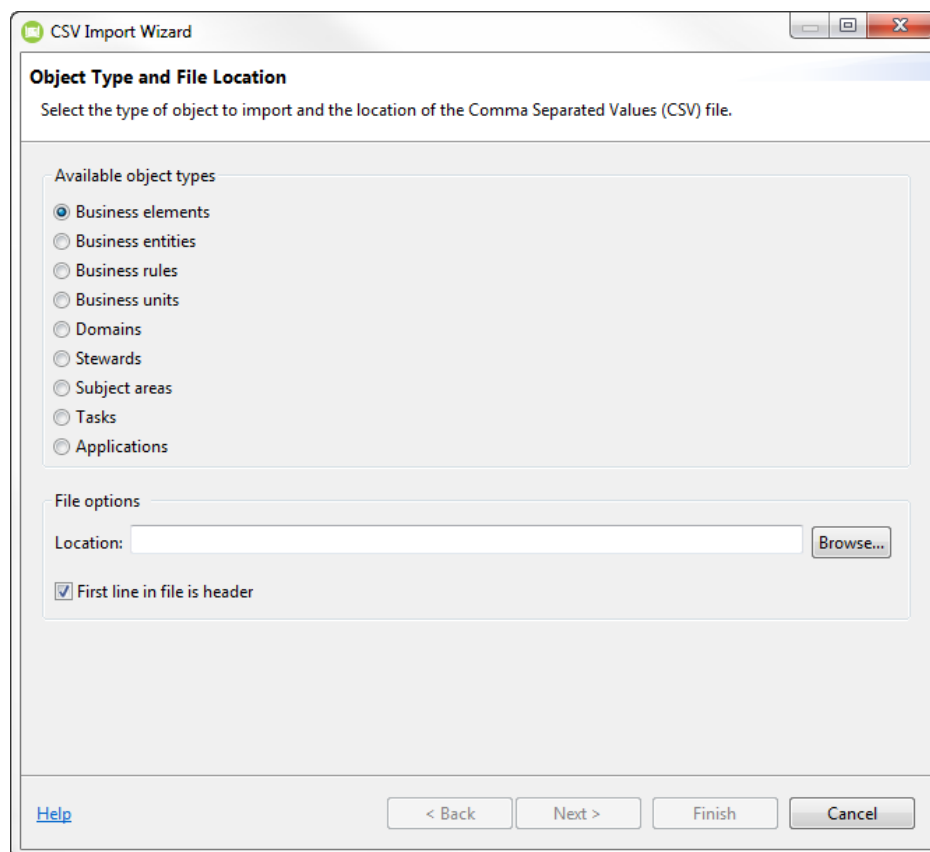 CSV Import Wizard
Object Type and File Location
Select the type of object to import and the location of the Comma Separated Values (CSV) file.
Available object types
Business elements
Business entities
Business rules
Business units
Domains
Stewards
Subject areas
Tasks
Applications
File options
Location: Browse...
First line in file is header
Help < Back Next > Finish Cancel